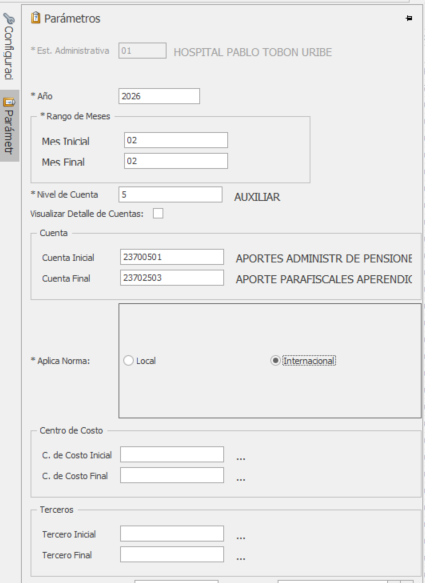 Configuraci
Parámetr
Parámetros
* Est. Administrativa 01 HOSPITAL PABLO TOBON URIBE
* Año 2026
* Rango de Meses
Mes Inicial 02
Mes Final 02
* Nivel de Cuenta 5 AUXILIAR
Visualizar Detalle de Cuentas:
Cuenta
Cuenta Inicial 23700501 APORTES ADMINISTR DE PENSIONE
Cuenta Final 23702503 APORTE PARAFISCALES APERENDIC
* Aplica Norma: Local Internacional
Centro de Costo
C. de Costo Inicial ...
C. de Costo Final ...
Terceros
Tercero Inicial ...
Tercero Final ...